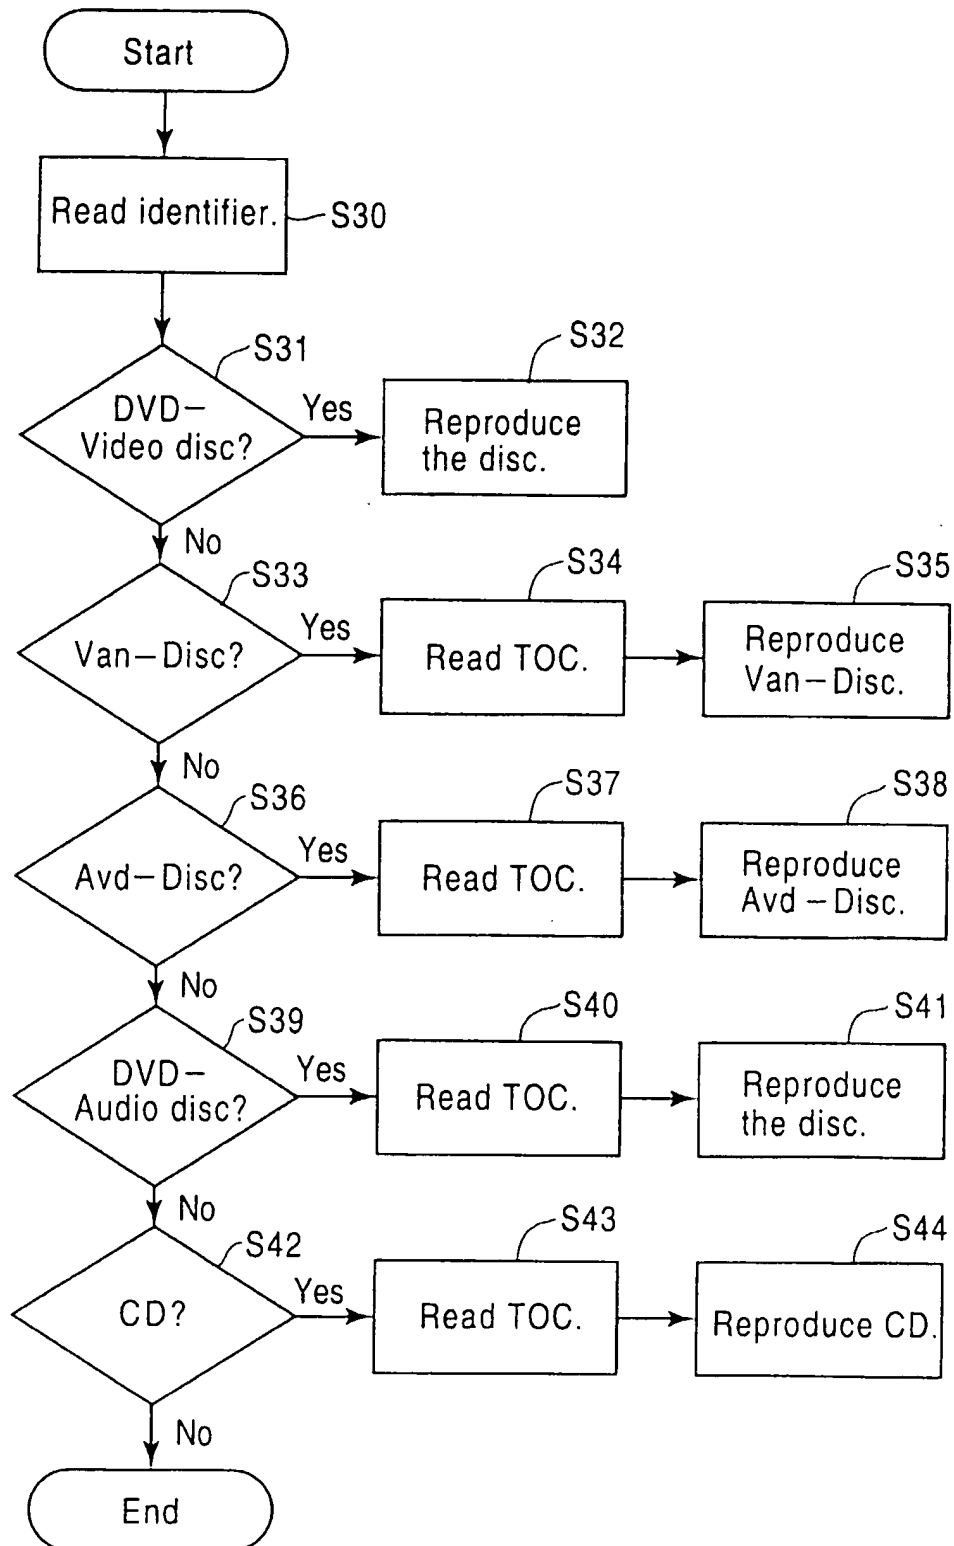 Start
Read identifier.
S30
S31
S32
DVD-
Video disc?
Yes
Reproduce
the disc.
No
S33
S34
S35
Van-Disc?
Yes
Read TOC.
Reproduce
Van-Disc.
No
S36
S37
S38
Avd-Disc?
Yes
Read TOC.
Reproduce
Avd-Disc.
No
S39
S40
S41
DVD-
Audio disc?
Yes
Read TOC.
Reproduce
the disc.
No
S42
S43
S44
CD?
Yes
Read TOC.
Reproduce CD.
No
End